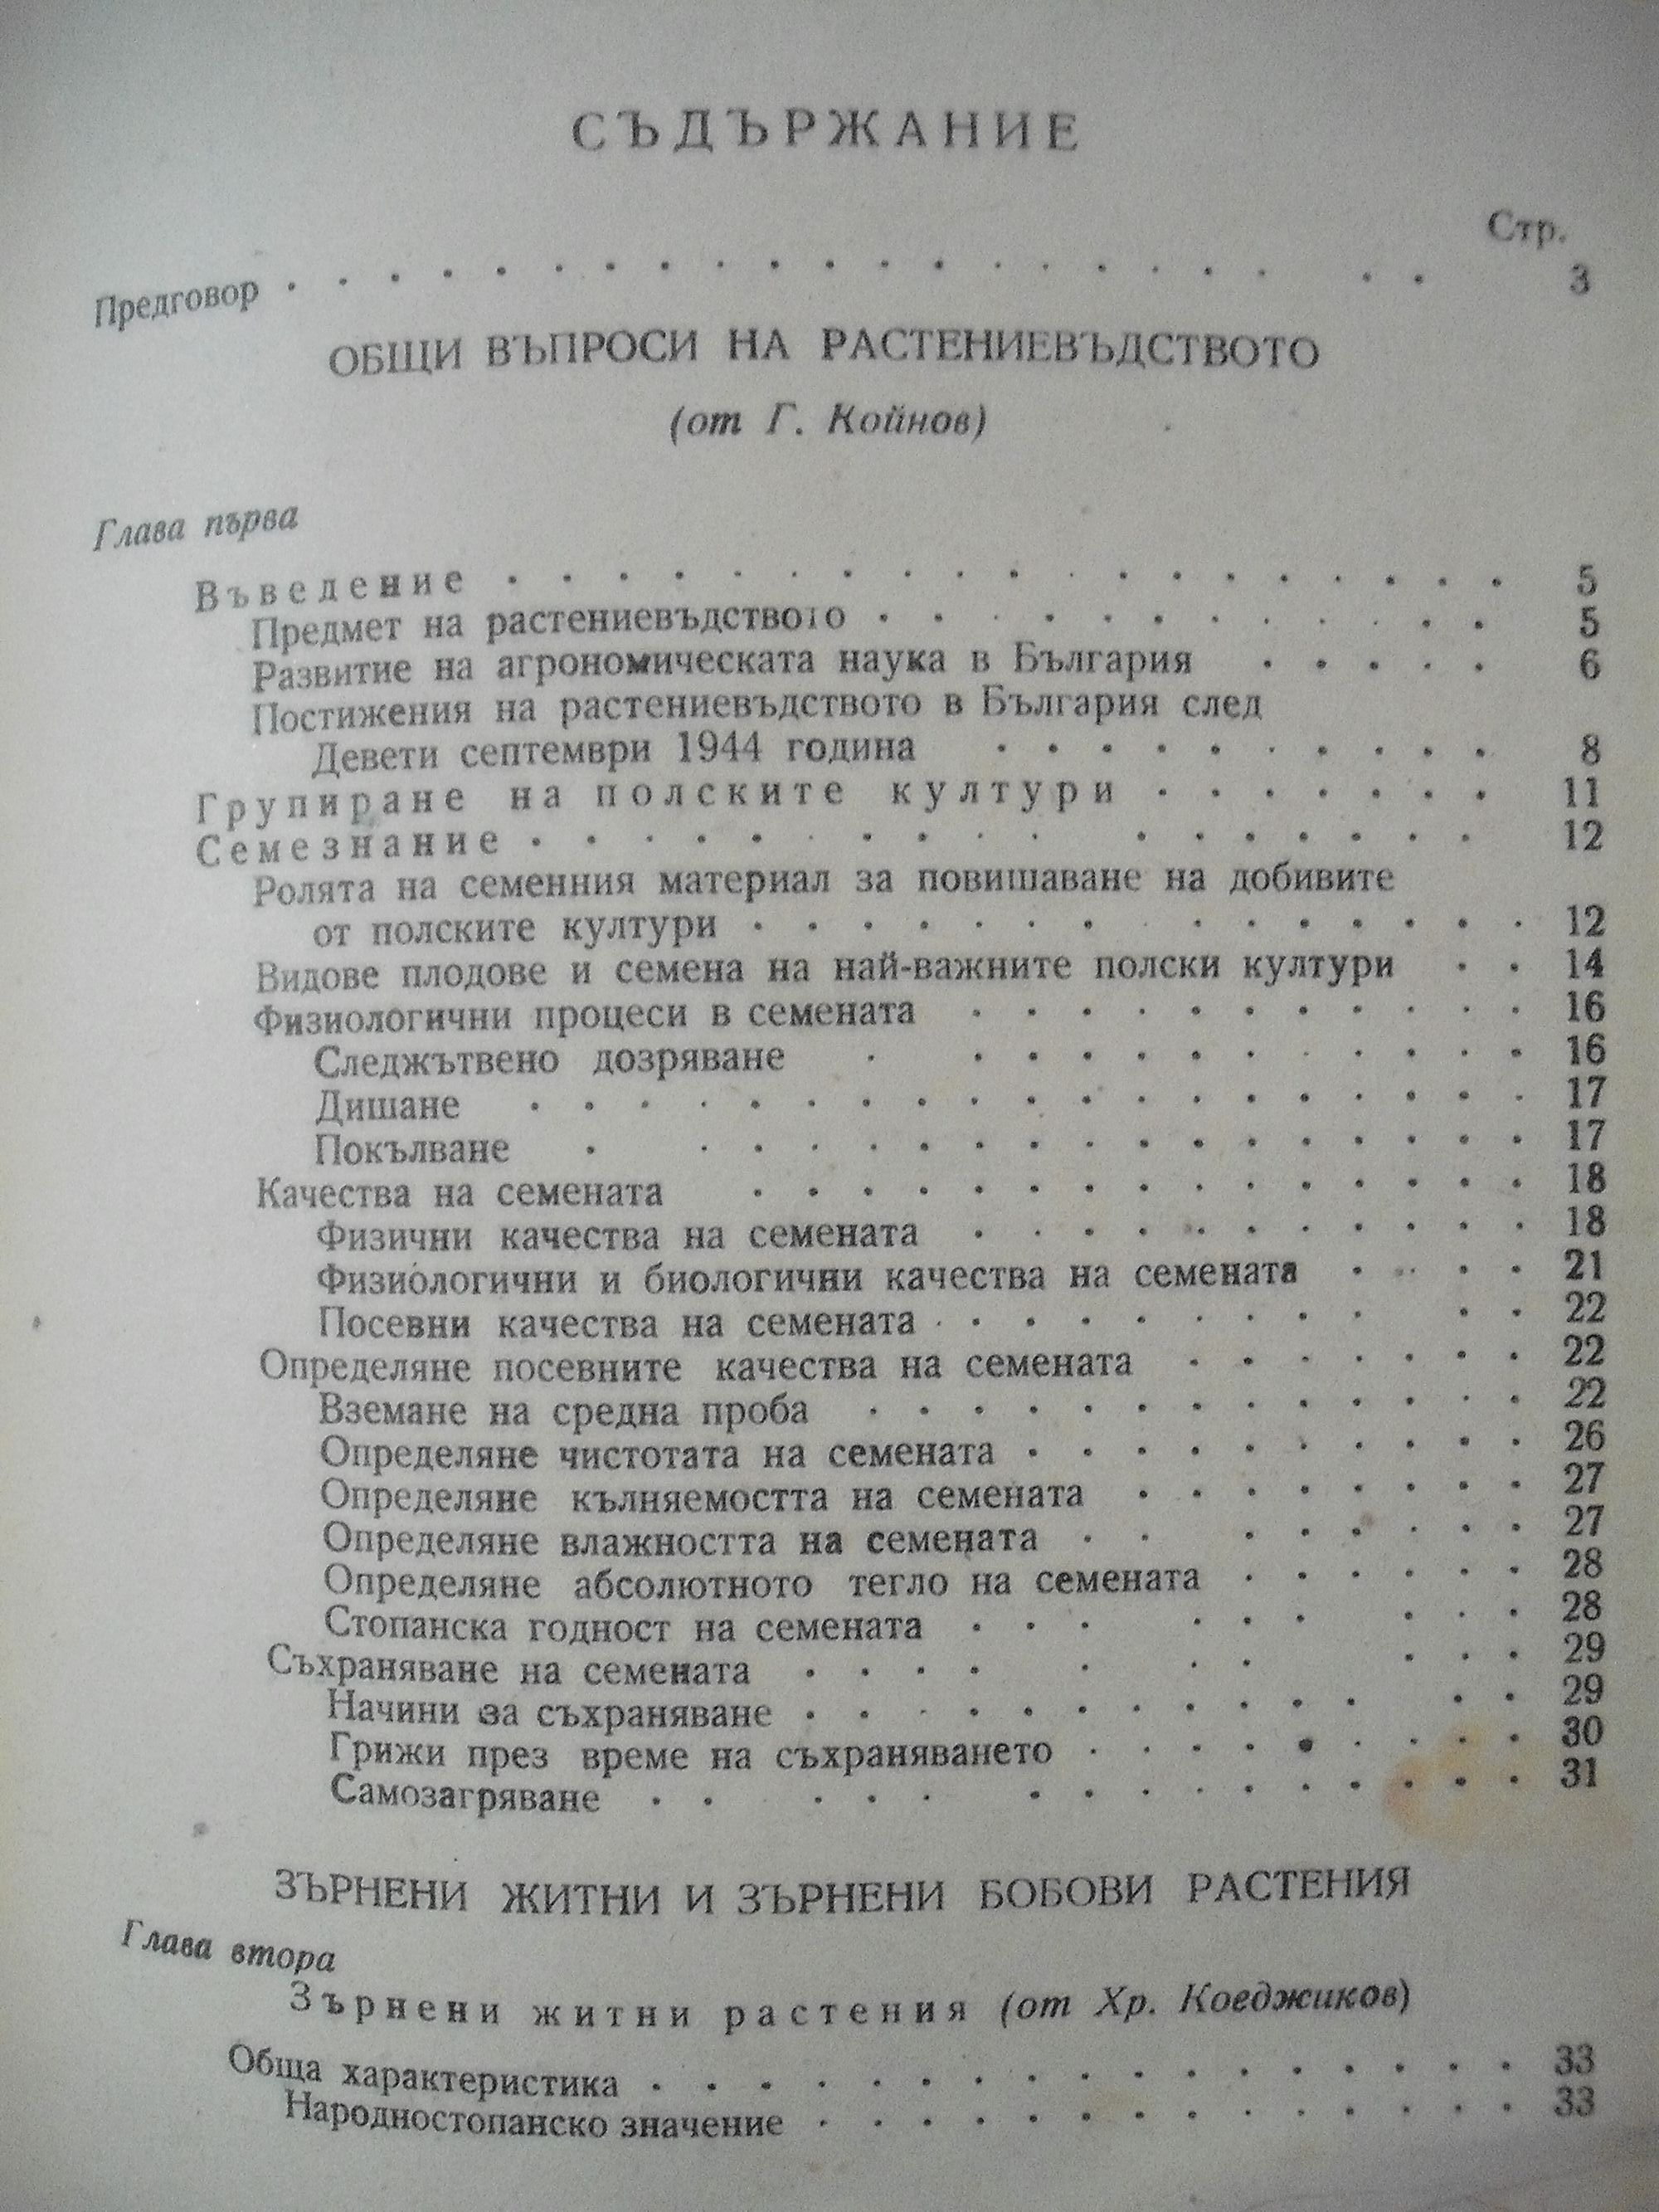 СЪДЪРЖАНИЕ
Стр.
Предговор . . . . . . . . . . . . . . . . . . . . . 3
ОБЩИ ВЪПРОСИ НА РАСТЕНИЕВЪДСТВОТО
(от Г. Койнов)
Глава първа
Въведение . . . . . . . . . . . . . . . . . . . 5
Предмет на растениевъдството . . . . . . . . . . . . 5
Развитие на агрономическата наука в България . . . . . 6
Постижения на растениевъдството в България след
Девети септември 1944 година . . . . . . . . . . 8
Групиране на полските култури . . . . . . . 11
Семезнание . . . . . . . . . . . . . . . . . 12
Ролята на семенния материал за повишаване на добивите
от полските култури . . . . . . . . . . . . . . 12
Видове плодове и семена на най-важните полски култури . . 14
Физиологични процеси в семената . . . . . . . . . . . 16
Следжътвено дозряване . . . . . . . . . . . . 16
Дишане . . . . . . . . . . . . . . . . . . . 17
Покълване . . . . . . . . . . . . . . . . . 17
Качества на семената . . . . . . . . . . . . . . . 18
Физични качества на семената . . . . . . . . . . . 18
Физиологични и биологични качества на семената . . . . 21
Посевни качества на семената . . . . . . . . . . . 22
Определяне посевните качества на семената . . . . . . . 22
Вземане на средна проба . . . . . . . . . . . . . 22
Определяне чистотата на семената . . . . . . . . . . 26
Определяне кълняемостта на семената . . . . . . . . 27
Определяне влажността на семената . . . . . . . . 27
Определяне абсолютното тегло на семената . . . . . . 28
Стопанска годност на семената . . . . . . . . . 28
Съхраняване на семената . . . . . . . . . . 29
Начини за съхраняване . . . . . . . . . . . . . 29
Грижи през време на съхраняването . . . . . . . . . 30
Самозагряване . . . . . . . . . . . . . . . 31
ЗЪРНЕНИ ЖИТНИ И ЗЪРНЕНИ БОБОВИ РАСТЕНИЯ
Глава втора
Зърнени житни растения (от Хр. Коеджиков)
Обща характеристика . . . . . . . . . . . . . . . . . 33
Народностопанско значение . . . . . . . . . . . . . . 33